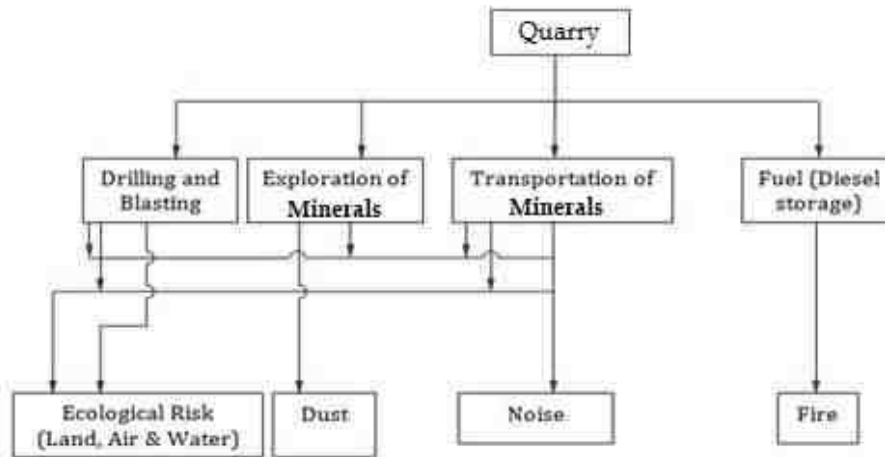 Quarry
Drilling and
Blasting
Exploration of
Minerals
Transportation of
Minerals
Fuel (Diesel
storage)
Ecological Risk
(Land, Air & Water)
Dust
Noise
Fire